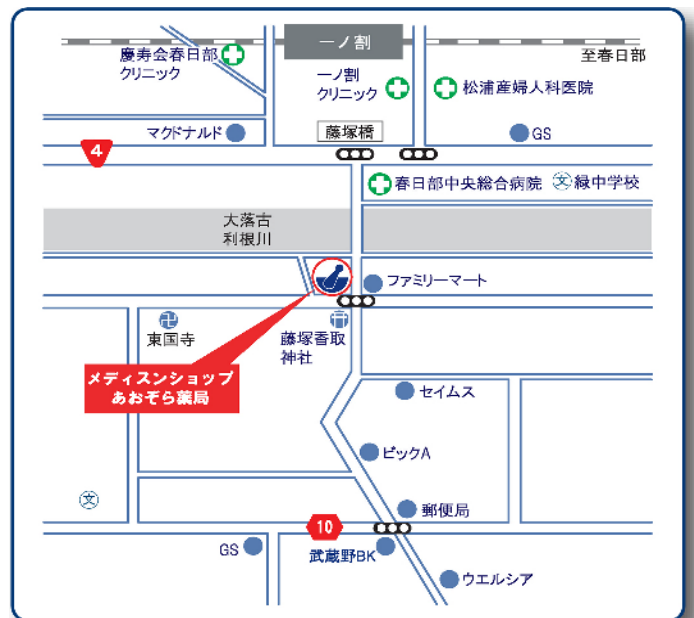 一ノ割
至春日部
慶寿会春日部
クリニック
一ノ割
クリニック
松浦産婦人科医院
マクドナルド
藤塚橋
GS
4
春日部中央総合病院
文
緑中学校
大落古
利根川
ファミリーマート
卍
東国寺
藤塚香取
神社
メディスンショップ
あおぞら薬局
セイムス
ビックA
文
郵便局
10
GS
武蔵野BK
ウエルシア